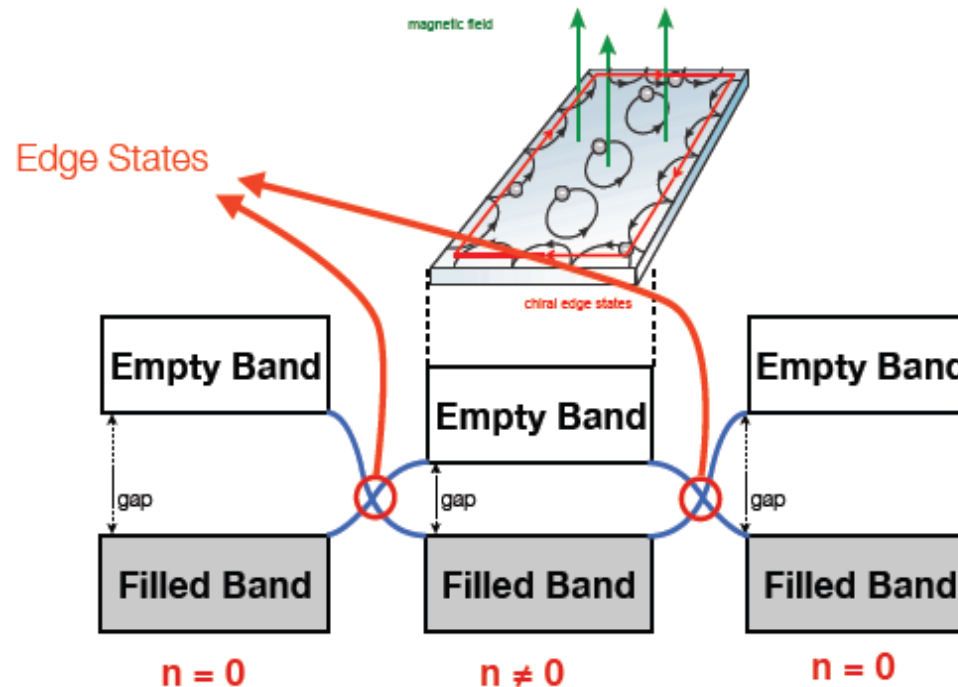 magnetic field
Edge States
chiral edge states
Empty Band
Empty Band
Empty Band
gap
gap
gap
Filled Band
Filled Band
Filled Band
n = 0
n ≠ 0
n = 0